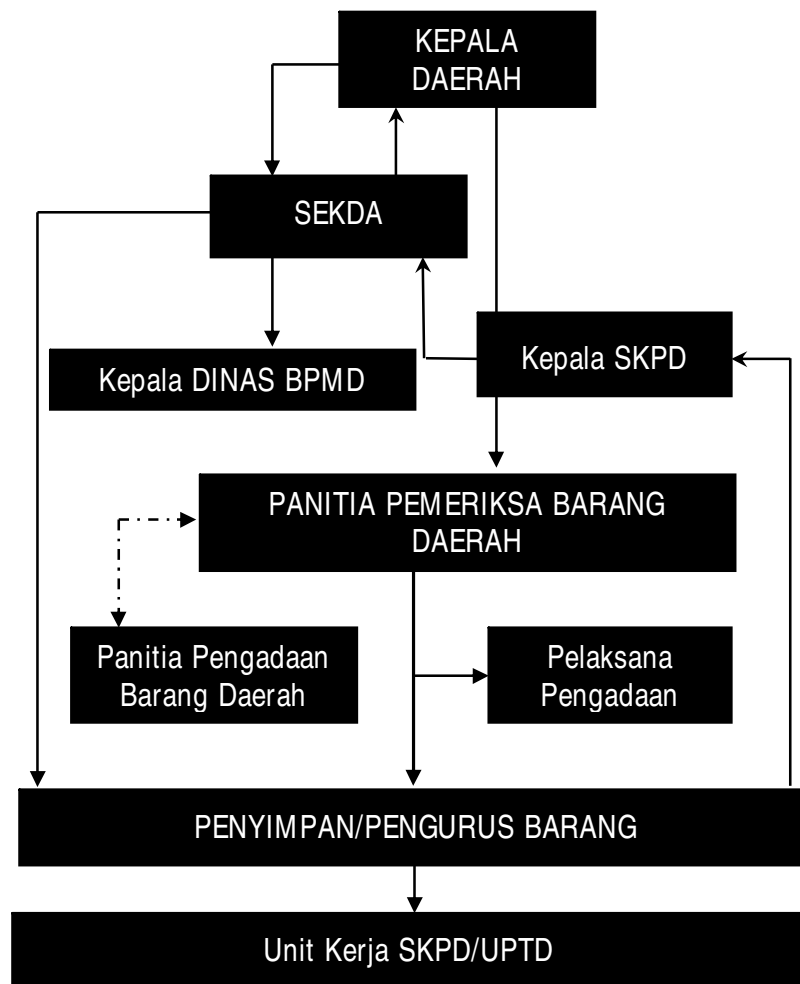 KEPALA
DAERAH
SEKDA
Kepala DINAS BPMD
Kepala SKPD
PANITIA PEMERIKSA BARANG
DAERAH
Panitia Pengadaan
Barang Daerah
Pelaksana
Pengadaan
PENYIMPAN/PENGURUS BARANG
Unit Kerja SKPD/UPTD